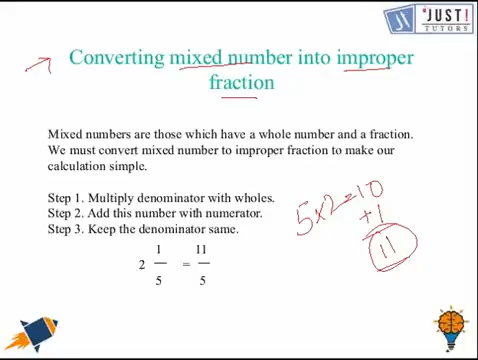 "JUST!
TUTORS
Converting mixed number into improper
fraction
Mixed numbers are those which have a whole number and a fraction.
We must convert mixed number to improper fraction to make our
calculation simple.
Step 1. Multiply denominator with wholes.
Step 2. Add this number with numerator.
Step 3. Keep the denominator same.
5×2=10
+1
11
1 11
2 — = —
5 5